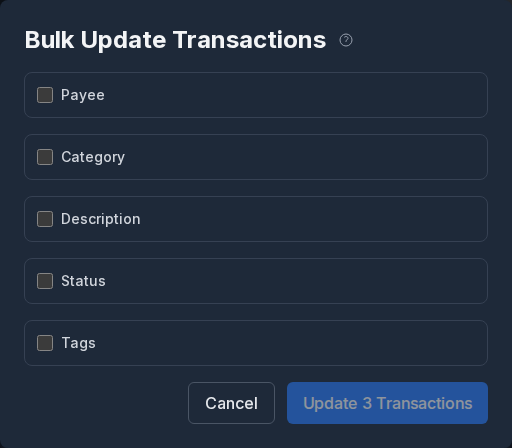 Bulk Update Transactions
Payee
Category
Description
Status
Tags
Cancel
Update 3 Transactions